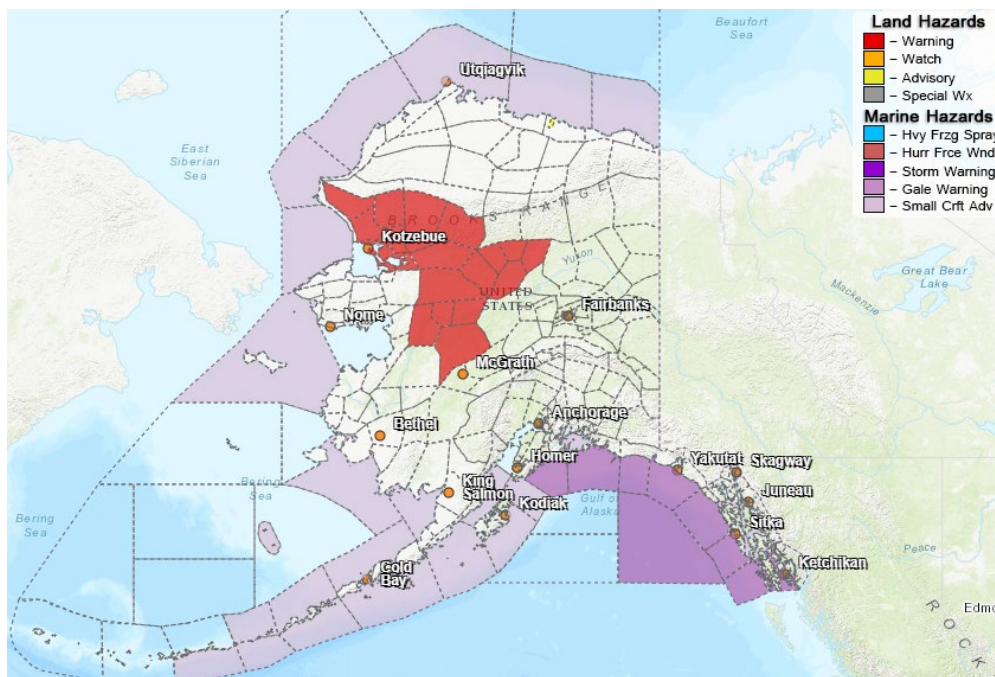 Land Hazards
– Warning
– Watch
– Advisory
– Special Wx
Marine Hazards
– Hvy Frzg Spray
– Hurr Frce Wnd
– Storm Warning
– Gale Warning
– Small Crft Adv
Beaufort
Sea
Utqiagvik
East
Siberian
Sea
BROOKS RANGE
Kotzebue
Yukon
Great Bear
Lake
Mackenzie
UNITED
STATES
Fairbanks
Nome
McGrath
Anchorage
Bethel
Homer
Yakutat
Skagway
King
Salmon
Bering
Sea
Kodiak
Gulf of
Alaska
Juneau
Bering
Sea
Sitka
Peace
Cold
Bay
Ketchikan
Edmo
ROCK